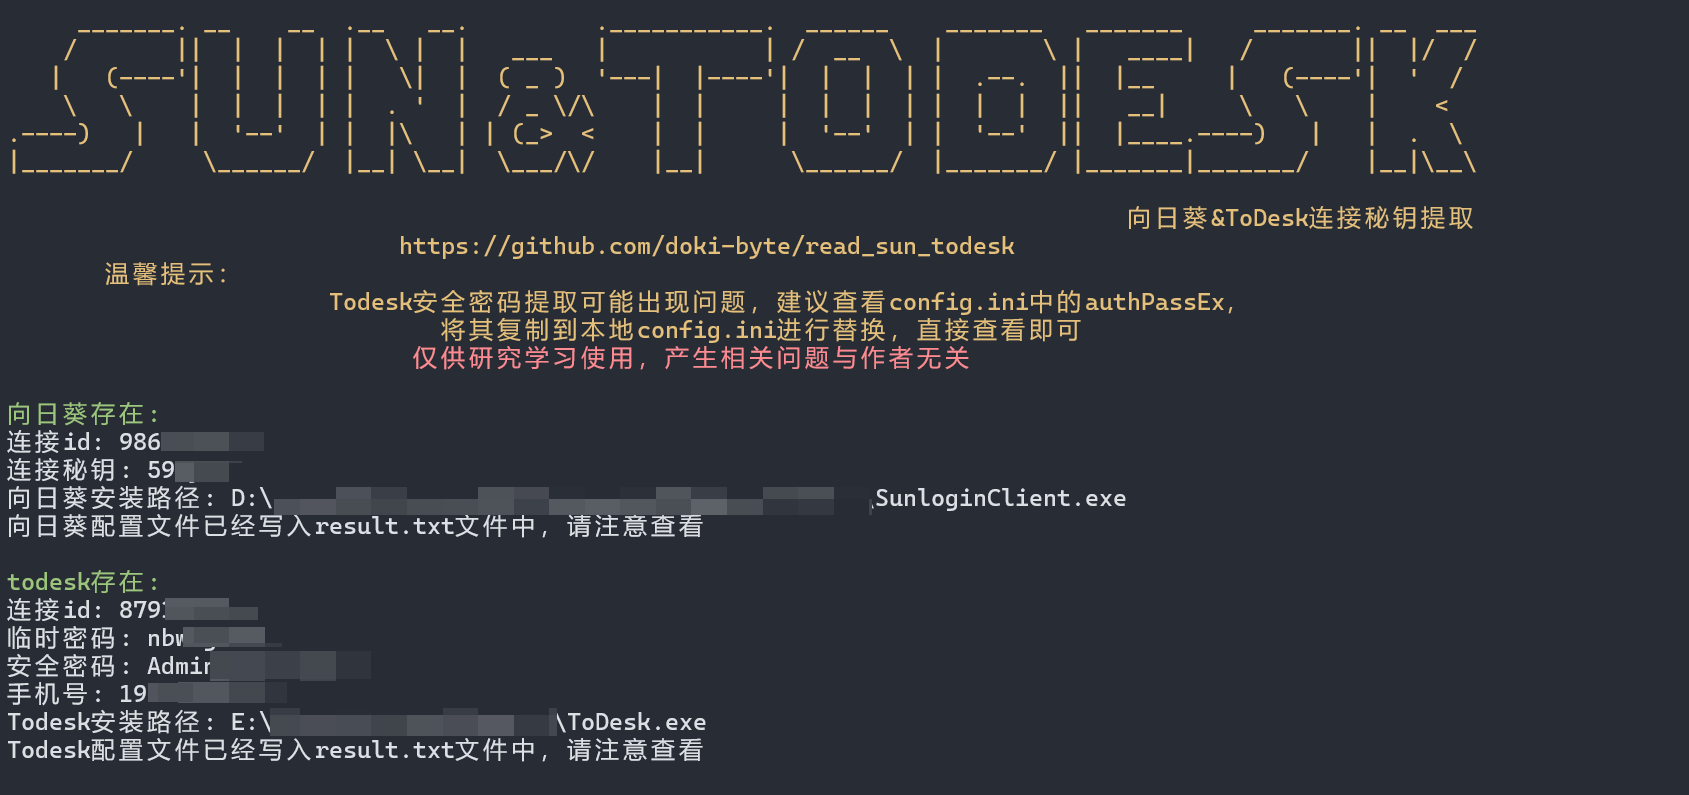 SUN&TODESK
向日葵&ToDesk连接秘钥提取
https://github.com/doki-byte/read_sun_todesk
温馨提示：
Todesk安全密码提取可能出现问题，建议查看config.ini中的authPassEx，
将其复制到本地config.ini进行替换，直接查看即可
仅供研究学习使用，产生相关问题与作者无关
向日葵存在：
连接id：986
连接秘钥：59
向日葵安装路径：D:\ \SunloginClient.exe
向日葵配置文件已经写入result.txt文件中，请注意查看
todesk存在：
连接id：879
临时密码：nb
安全密码：Admin
手机号：19
Todesk安装路径：E:\ \ToDesk.exe
Todesk配置文件已经写入result.txt文件中，请注意查看